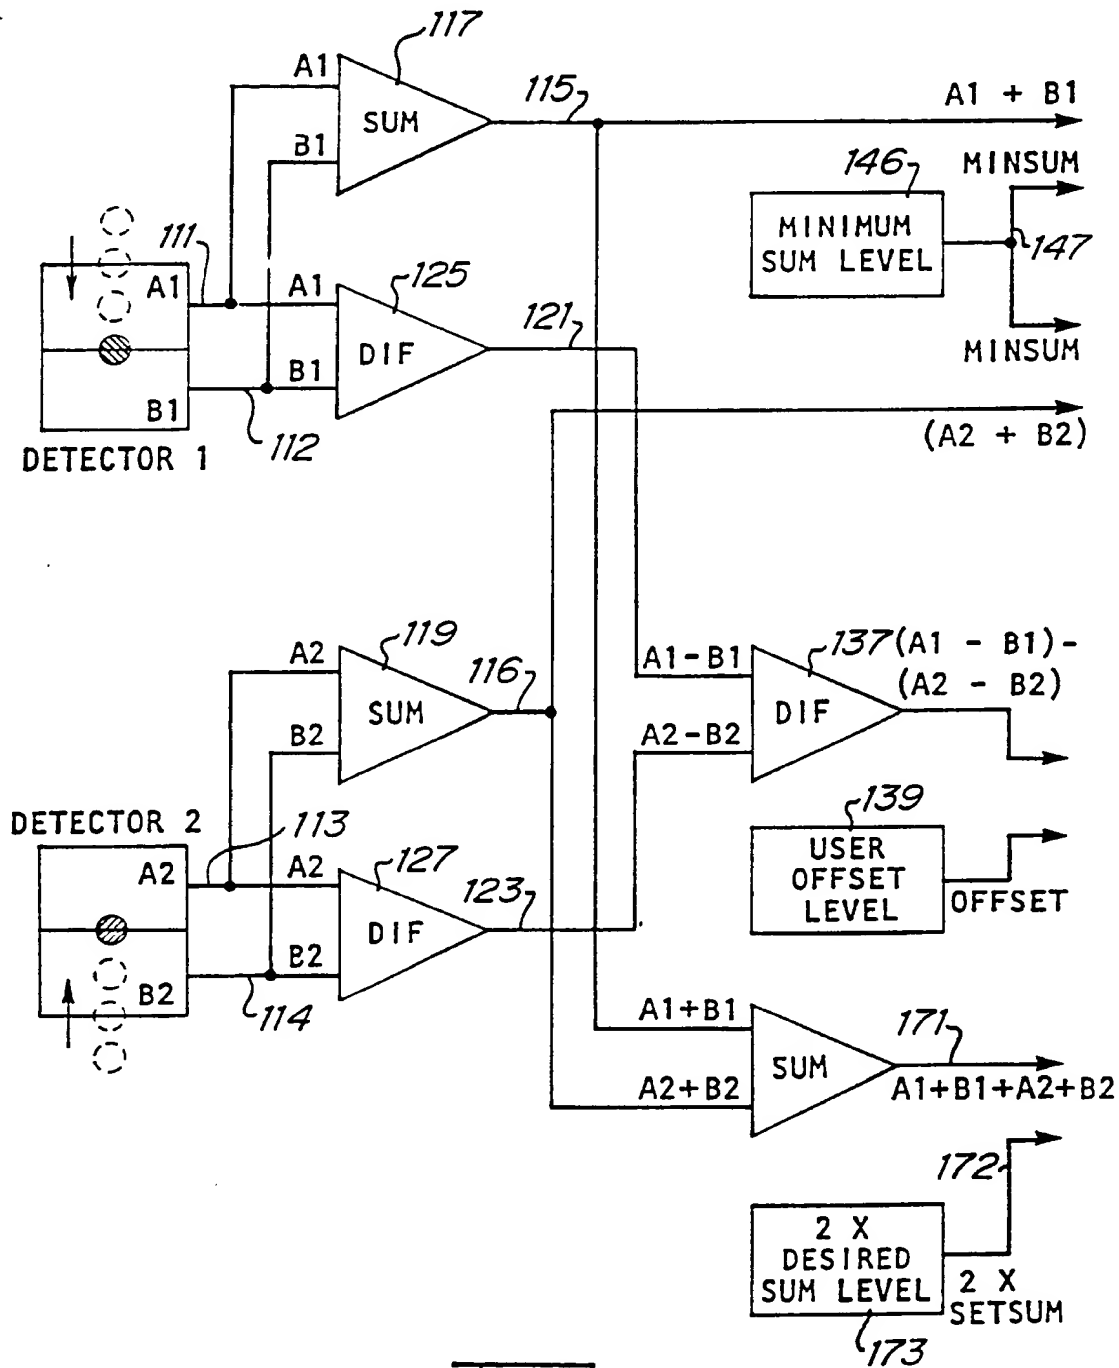 117
A1
SUM
115
A1 + B1
B1
146
MINSUM
MINIMUM
SUM LEVEL
147
111
A1
A1
125
121
DIF
MINSUM
B1
B1
112
(A2 + B2)
DETECTOR 1
119
A2
116
A1-B1
137
(A1 - B1)-
(A2 - B2)
SUM
DIF
B2
A2-B2
139
DETECTOR 2
113
USER
OFFSET
LEVEL
OFFSET
A2
A2
127
123
DIF
B2
B2
114
A1+B1
171
SUM
A2+B2
A1+B1+A2+B2
172
2 X
DESIRED
SUM LEVEL
2 X
SETSUM
173